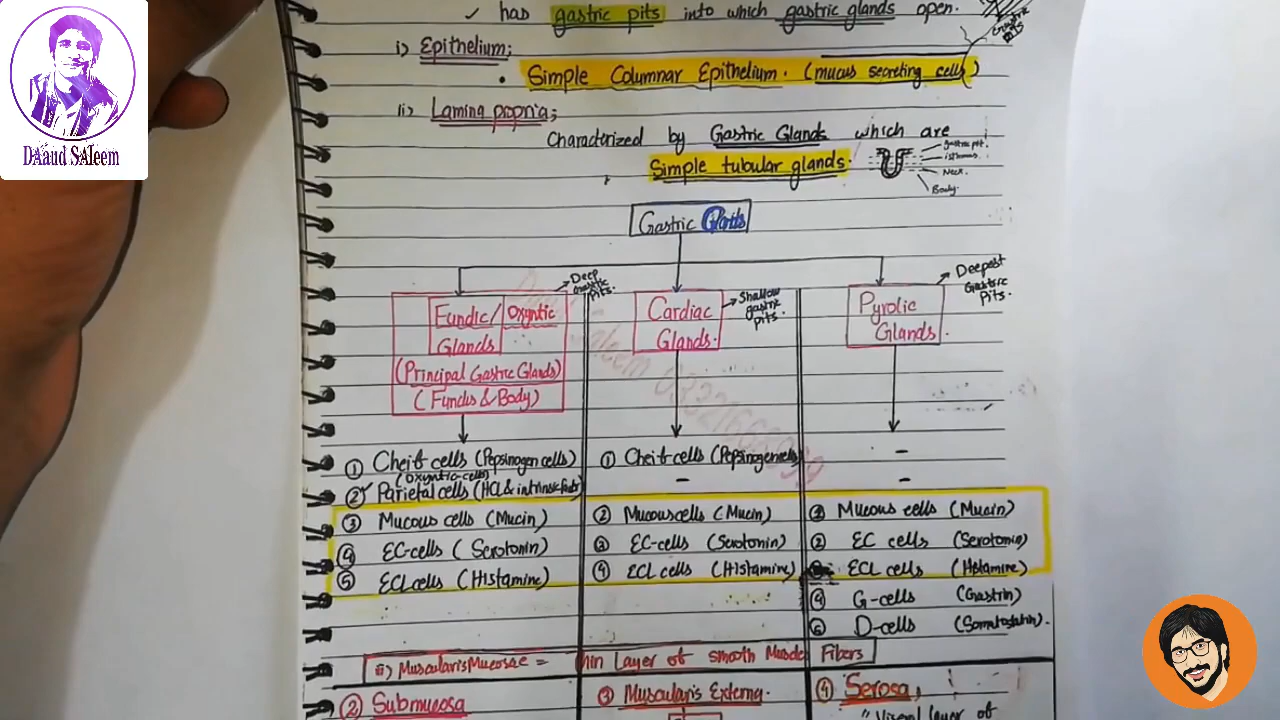 ✓ has gastric pits into which gastric glands open.
Gastric Pits
i) Epithelium;
• Simple Columnar Epithelium. (mucus secreting cells)
ii) Lamina propria;
Characterized by Gastric Glands which are
Simple tubular glands.
gastric pit.
isthmus.
Neck.
Body.
DAaud SAleem
Gastric Glands
Deep Gastric Pits.
Shallow gastric pits.
Deepest Gastric Pits.
Fundic/Oxyntic Glands
(Principal Gastric Glands)
(Fundus & Body)
Cardiac Glands.
Pyrolic Glands.
① Cheif cells (Pepsinogen cells)
(Oxyntic cells)
② Parietal cells (HCL & intrinsic factor)
③ Mucous cells (Mucin)
④ EC-cells (Serotonin)
⑤ ECL cells (Histamine)
① Cheif cells (Pepsinogen cells)
-
② Mucous cells (Mucin)
③ EC-cells (Serotonin)
④ ECL cells (Histamine)
-
-
① Mucous cells (Mucin)
② EC cells (Serotonin)
ECL cells (Histamine)
④ G-cells (Gastrin)
⑤ D-cells (Somatostatin).
iii) Muscularis Mucosae = thin Layer of smooth Muscle Fibers
② Submucosa
③ Muscularis Externa.
④ Serosa,
"Visceral layer of